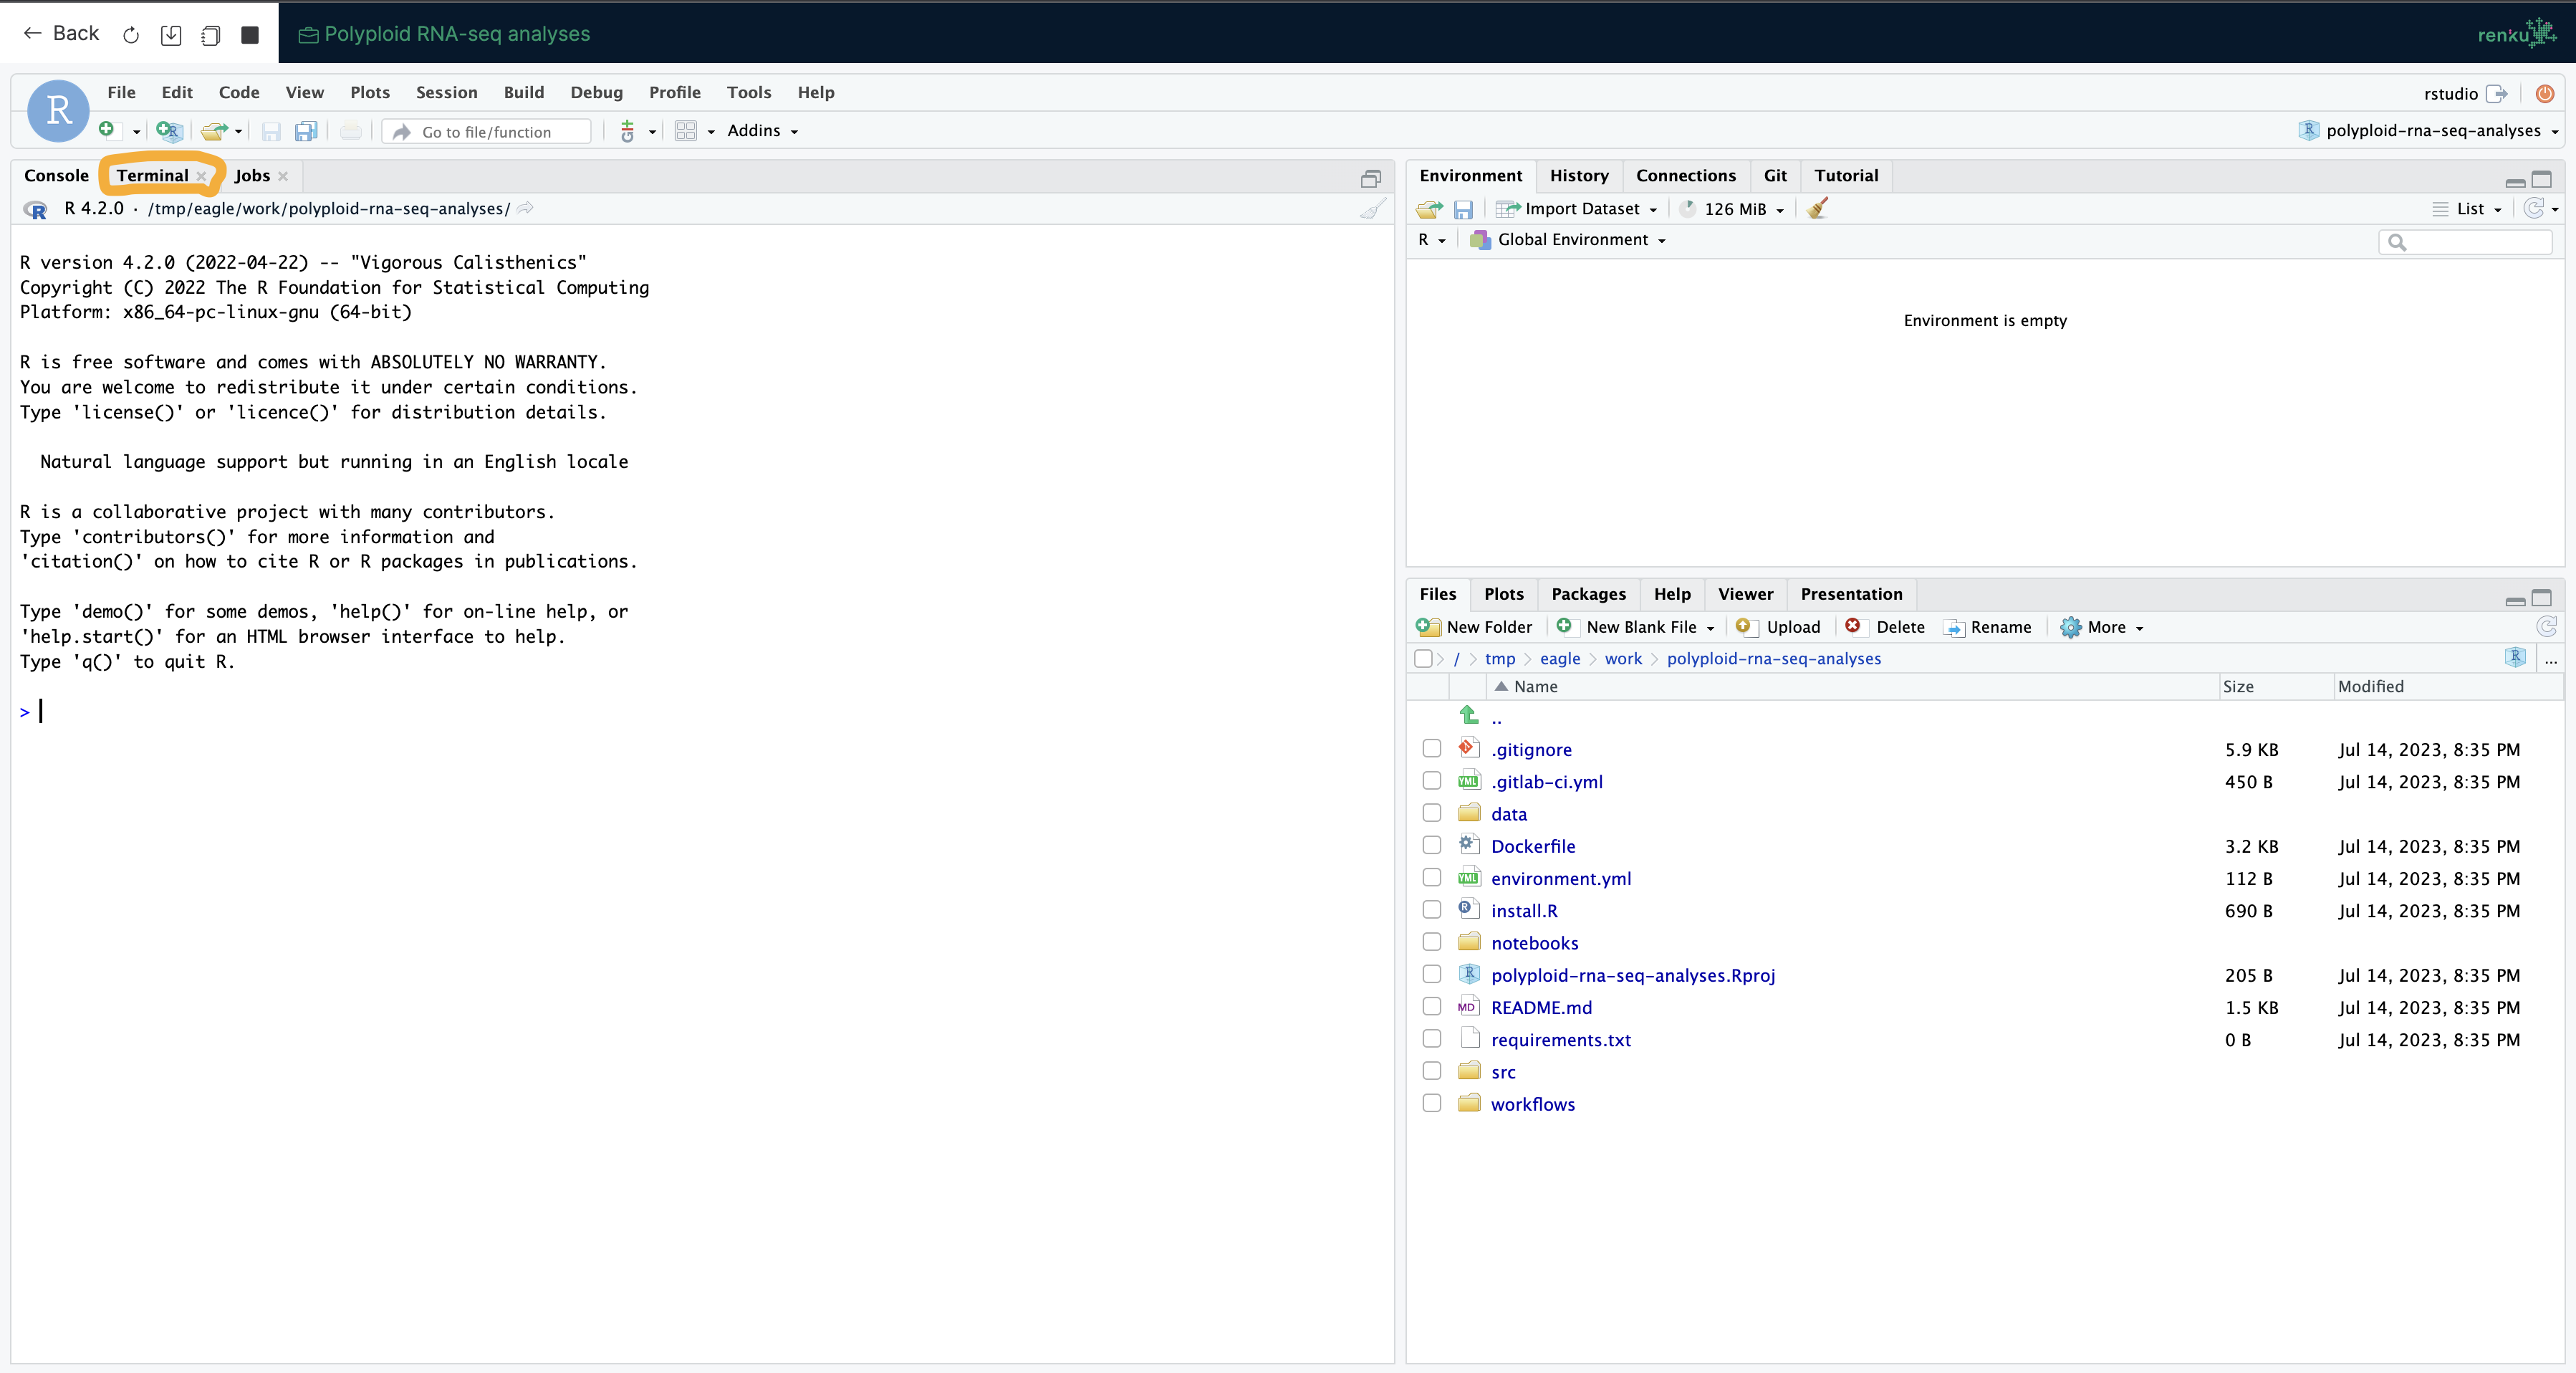 Back
Polyploid RNA-seq analyses
renku
R
File Edit Code View Plots Session Build Debug Profile Tools Help
rstudio
Go to file/function
Addins
polyploid-rna-seq-analyses
Console Terminal Jobs
R 4.2.0 · /tmp/eagle/work/polyploid-rna-seq-analyses/
R version 4.2.0 (2022-04-22) -- "Vigorous Calisthenics"
Copyright (C) 2022 The R Foundation for Statistical Computing
Platform: x86_64-pc-linux-gnu (64-bit)
R is free software and comes with ABSOLUTELY NO WARRANTY.
You are welcome to redistribute it under certain conditions.
Type 'license()' or 'licence()' for distribution details.
Natural language support but running in an English locale
R is a collaborative project with many contributors.
Type 'contributors()' for more information and
'citation()' on how to cite R or R packages in publications.
Type 'demo()' for some demos, 'help()' for on-line help, or
'help.start()' for an HTML browser interface to help.
Type 'q()' to quit R.
>
Environment History Connections Git Tutorial
Import Dataset 126 MiB List
R Global Environment
Environment is empty
Files Plots Packages Help Viewer Presentation
New Folder New Blank File Upload Delete Rename More
/ tmp eagle work polyploid-rna-seq-analyses ...
Name Size Modified
..
.gitignore 5.9 KB Jul 14, 2023, 8:35 PM
.gitlab-ci.yml 450 B Jul 14, 2023, 8:35 PM
data
Dockerfile 3.2 KB Jul 14, 2023, 8:35 PM
environment.yml 112 B Jul 14, 2023, 8:35 PM
install.R 690 B Jul 14, 2023, 8:35 PM
notebooks
polyploid-rna-seq-analyses.Rproj 205 B Jul 14, 2023, 8:35 PM
README.md 1.5 KB Jul 14, 2023, 8:35 PM
requirements.txt 0 B Jul 14, 2023, 8:35 PM
src
workflows